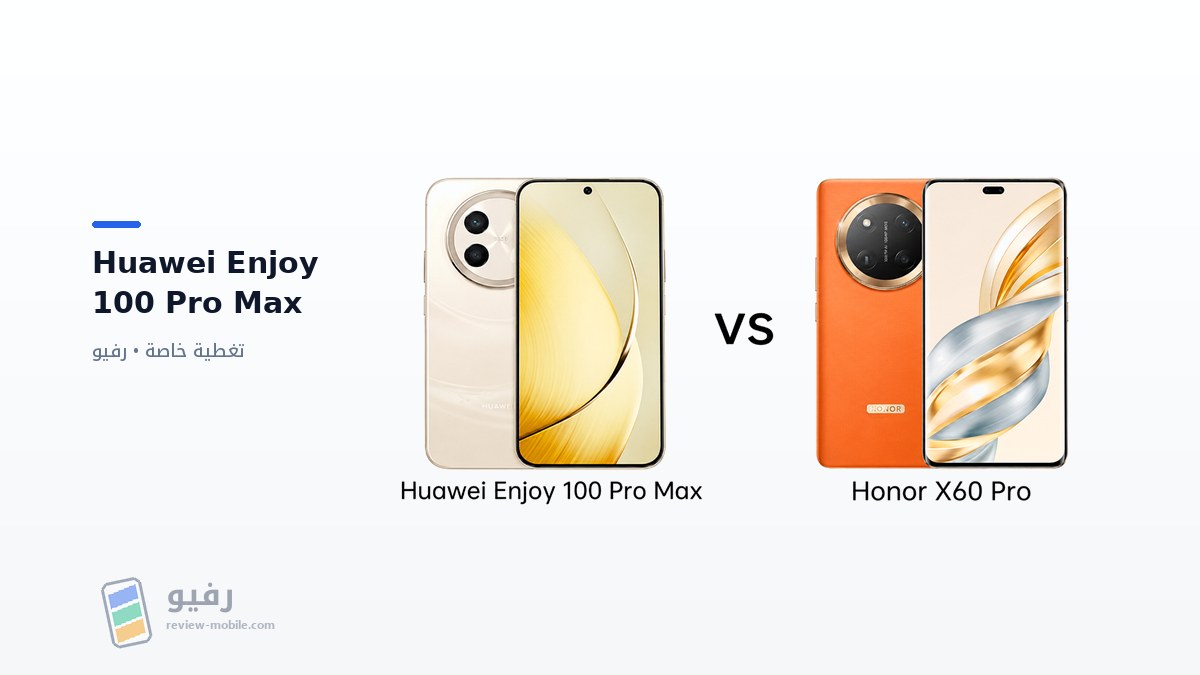 Huawei Enjoy
100 Pro Max
تغطية خاصة • رفيو
VS
Huawei Enjoy 100 Pro Max
Honor X60 Pro
HONOR
رفيو
review-mobile.com